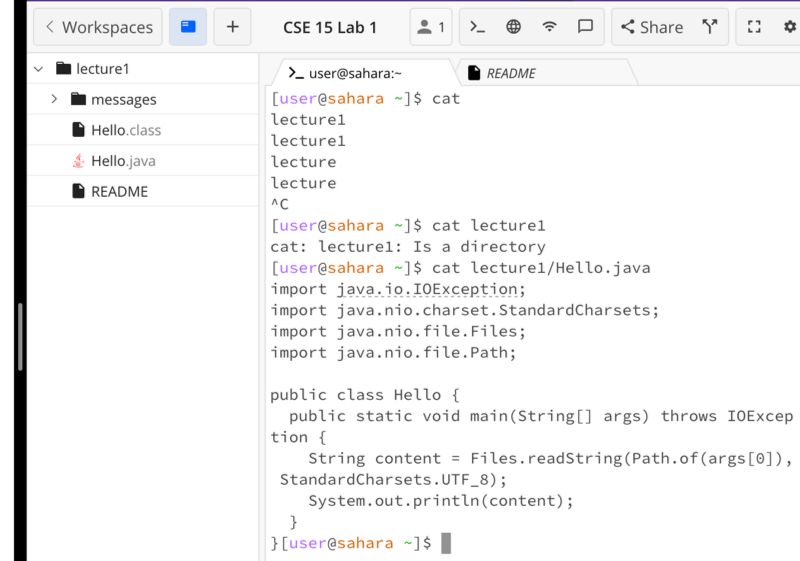 Workspaces
CSE 15 Lab 1
1
Share
lecture1
messages
Hello.class
Hello.java
README
user@sahara:~
README
[user@sahara ~]$ cat
lecture1
lecture1
lecture
lecture
^C
[user@sahara ~]$ cat lecture1
cat: lecture1: Is a directory
[user@sahara ~]$ cat lecture1/Hello.java
import java.io.IOException;
import java.nio.charset.StandardCharsets;
import java.nio.file.Files;
import java.nio.file.Path;
public class Hello {
  public static void main(String[] args) throws IOExcep
tion {
    String content = Files.readString(Path.of(args[0]),
 StandardCharsets.UTF_8);
    System.out.println(content);
  }
}[user@sahara ~]$